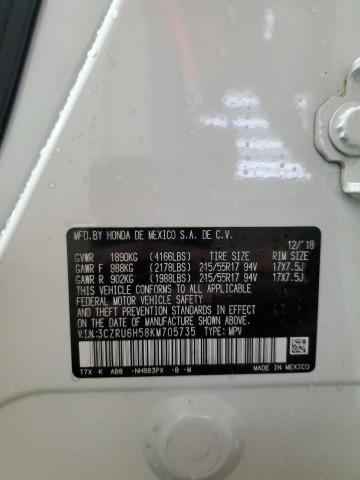 MFD.BY HONDA DE MEXICO S.A. DE C.V.
12/'18
GVWR 1890KG (4166LBS) TIRE SIZE RIM SIZE
GAWR F 988KG (2178LBS) 215/55R17 94V 17X7.5J
GAWR R 902KG (1988LBS) 215/55R17 94V 17X7.5J
THIS VEHICLE CONFORMS TO ALL APPLICABLE
FEDERAL MOTOR VEHICLE SAFETY, BUMPER,
AND THEFT PREVENTION STANDARDS IN EFFECT
ON THE DATE OF MANUFACTURE SHOWN ABOVE.
V.I.N:3CZRU6H58KM705735 TYPE: MPV
MADE IN
MEXICO
T7X K AB0 -NH883PX -B -M